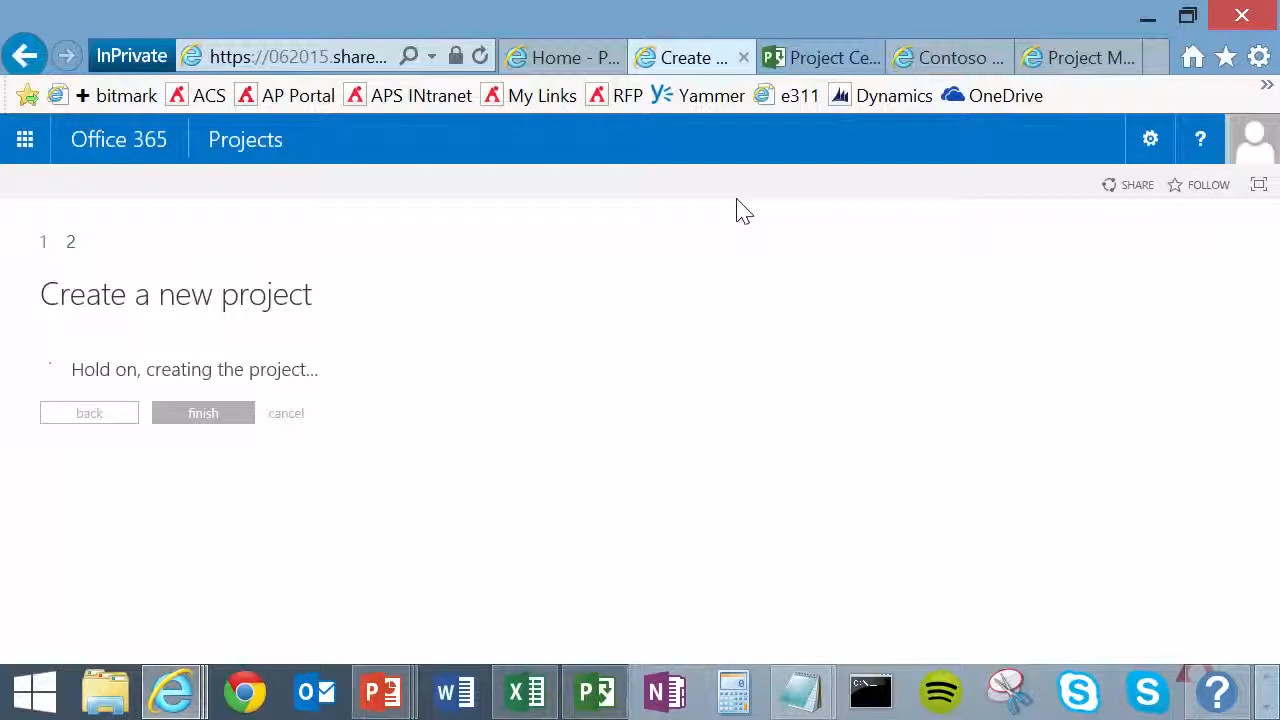 InPrivate https://062015.share... Home - P... Create ... Project Ce... Contoso ... Project M...
+ bitmark ACS AP Portal APS INtranet My Links RFP Yammer e311 Dynamics OneDrive
Office 365 Projects ?
SHARE FOLLOW
1 2
Create a new project
Hold on, creating the project...
back finish cancel